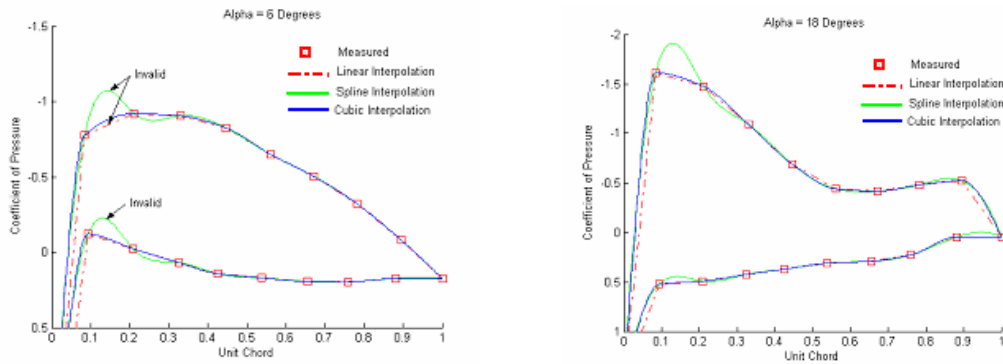 Alpha = 6 Degrees
-1.5
-1
-0.5
0
0.5
Coefficient of Pressure
Invalid
Invalid
Measured
Linear Interpolation
Spline Interpolation
Cubic Interpolation
0 0.1 0.2 0.3 0.4 0.5 0.6 0.7 0.8 0.9 1
Unit Chord
Alpha = 18 Degrees
-2
-1.5
-1
-0.5
0
0.5
1
Coefficient of Pressure
Measured
Linear Interpolation
Spline Interpolation
Cubic Interpolation
0 0.1 0.2 0.3 0.4 0.5 0.6 0.7 0.8 0.9 1
Unit Chord